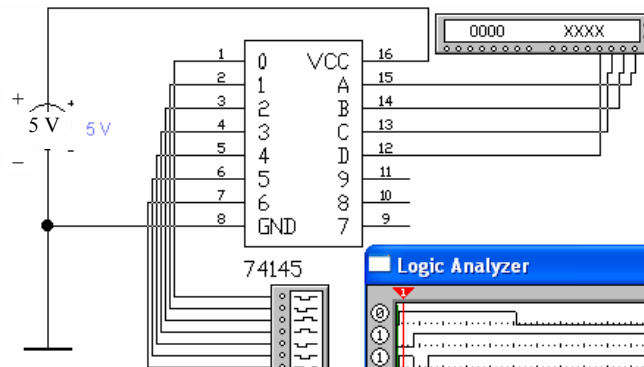 0000 XXXX
1 0 VCC 16
2 1 A 15
3 2 B 14
4 3 C 13
5 4 D 12
6 5 9 11
7 6 8 10
8 GND 7 9
+ +
5 V 5 V
− -
74145
Logic Analyzer
1
0
1
1